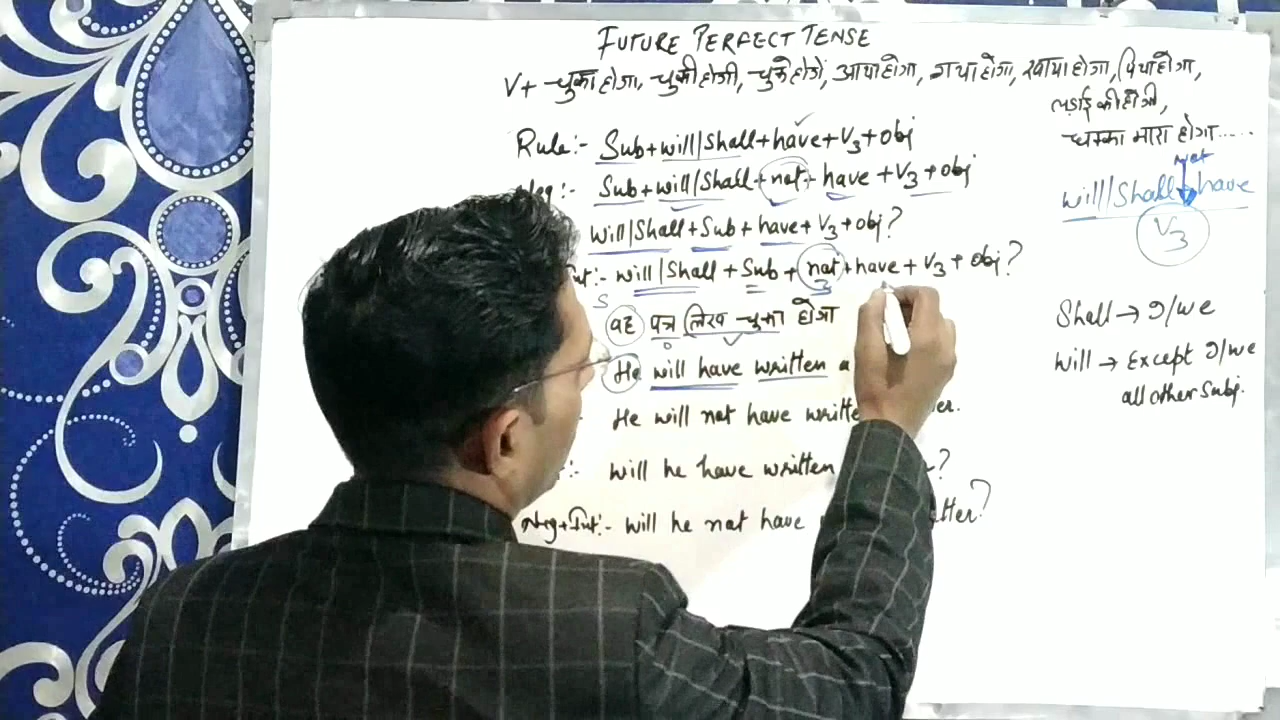 FUTURE PERFECT TENSE
V+ चुका होगा, चुकी होगी, चुके होंगे, आया होगा, गया होगा, खाया होगा, पिया होगा,
लड़ाई की होगी,
धक्का मारा होगा......
Rule:- Sub+will/Shall+have+V3+obj
Neg:- Sub+will/Shall+not+have+V3+obj
will/Shall+Sub+have+V3+obj?
Int:- will/Shall+Sub+not+have+V3+obj?
S
वह पत्र लिख चुका होगा
O
He will have written a
He will not have
will he have written ?
Neg+Int:- will he not have ?
not
will/Shall+have
V3
Shall → I/we
will → Except I/we
all other Subj.